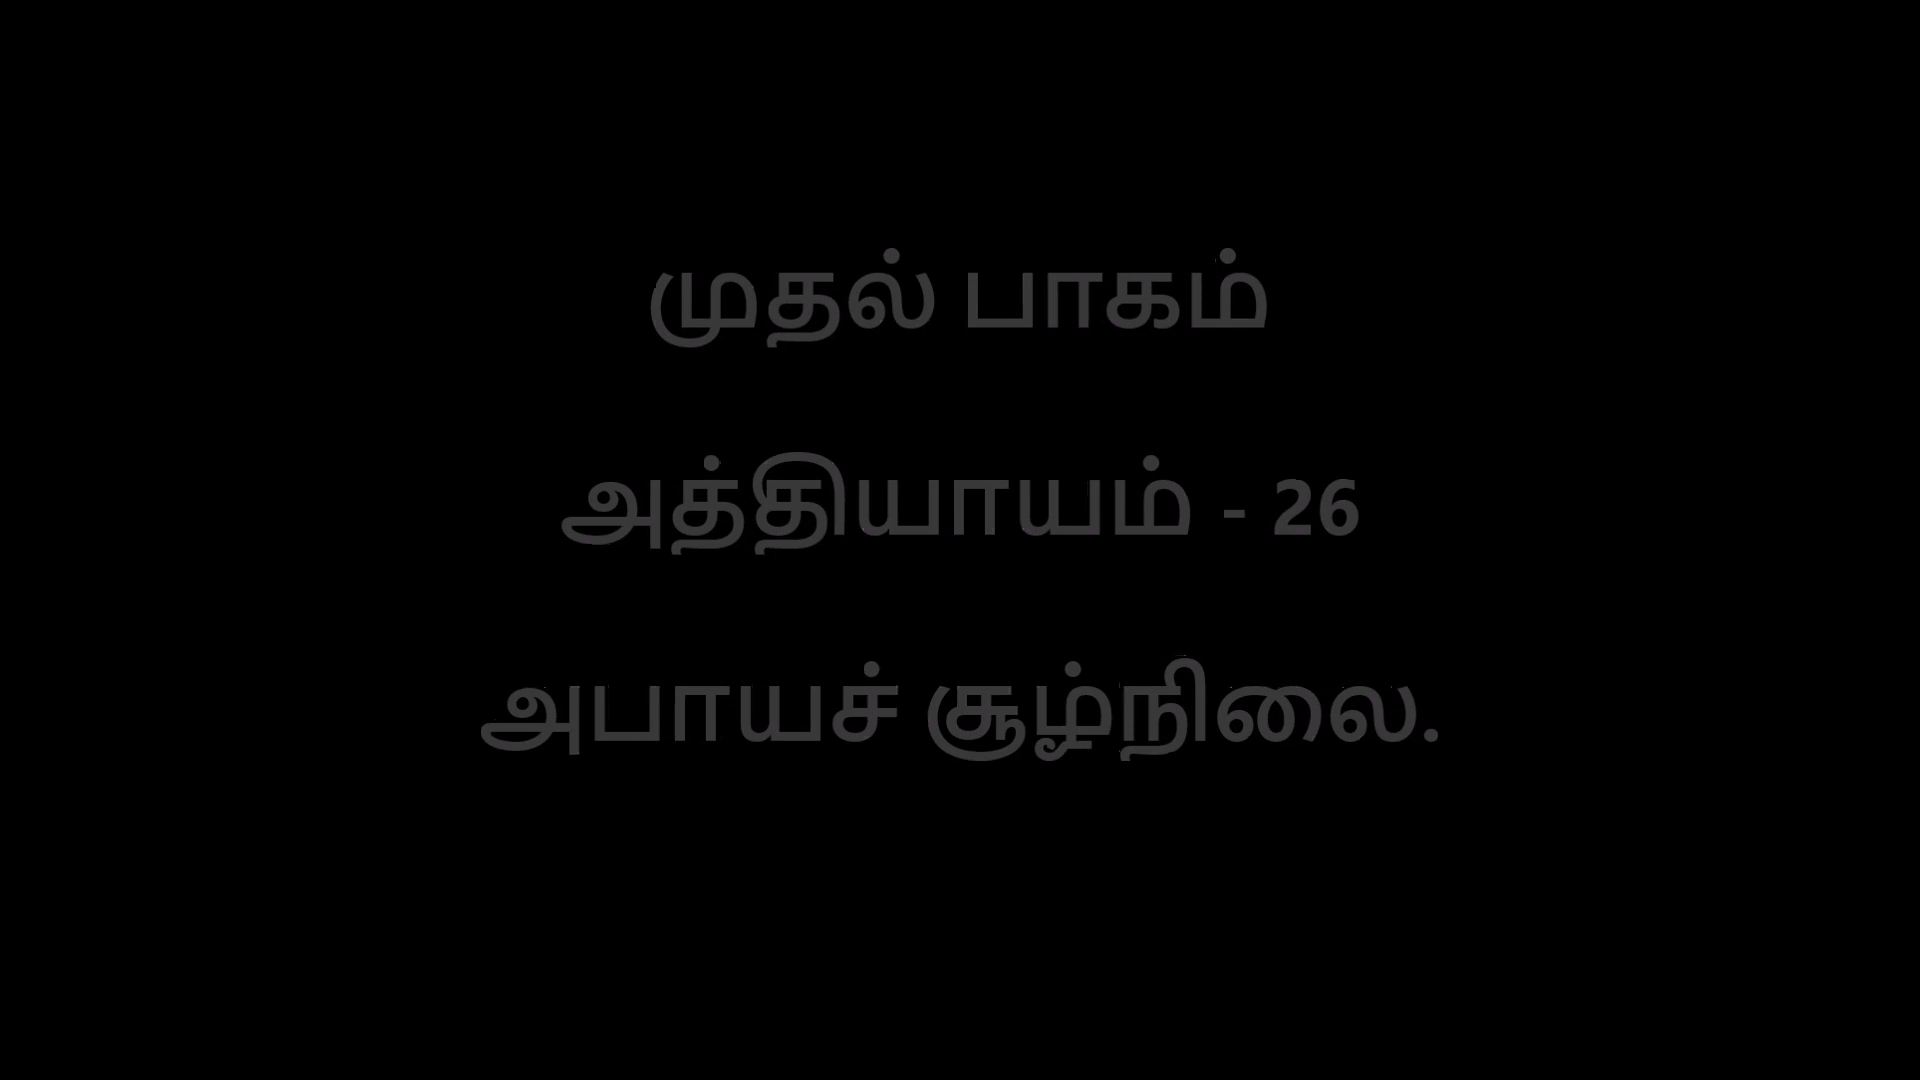 முதல் பாகம்
அத்தியாயம் - 26
அபாயச் சூழ்நிலை.